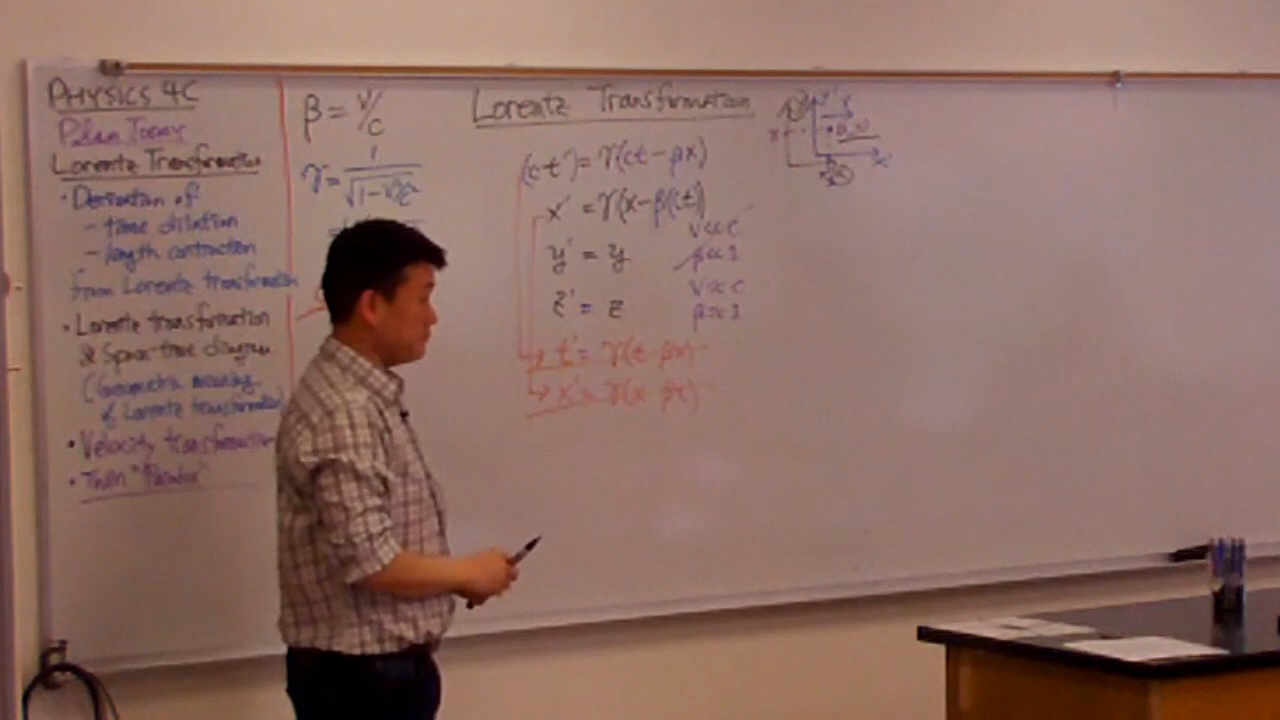 PHYSICS 4C
Plan Today
Lorentz Transformation
• Derivation of
– time dilation
– length contraction
from Lorentz transformation
• Lorentz transformation
& Space-time diagram
(Geometric meaning
of Lorentz transformation)
• Velocity transformation
• Twin "Paradox"
β = v/c
γ = 1/√(1-v²/c²)
Lorentz Transformation
(ct') = γ(ct - βx)
x' = γ(x - β(ct))
v << c
y' = y
β << 1
z' = z
t' = γ(t - βx)
x' = γ(x - βt)